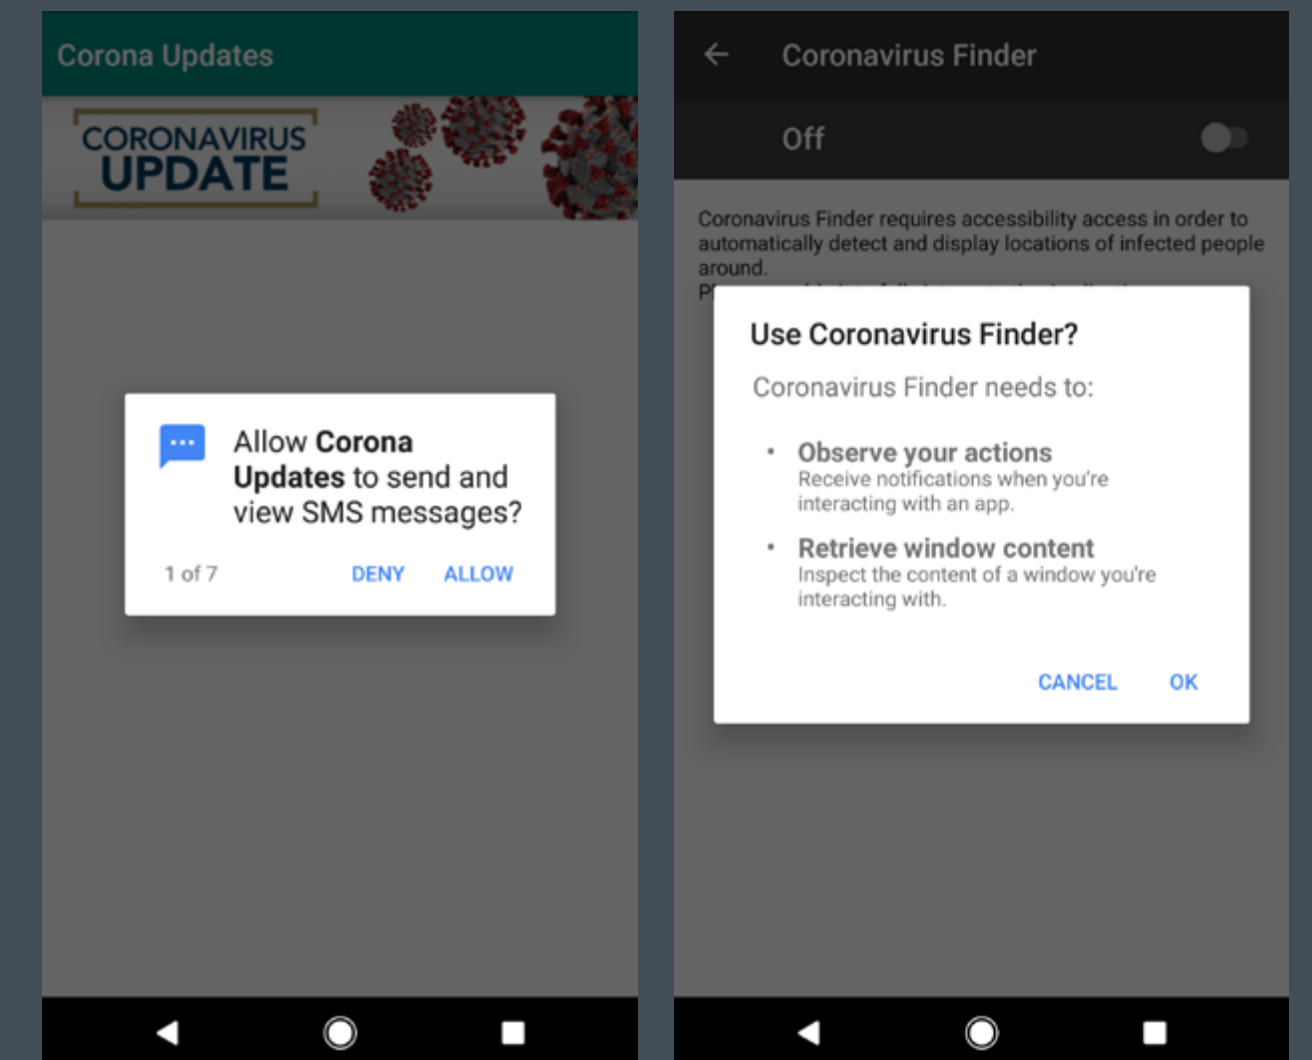 Corona Updates
CORONAVIRUS
UPDATE
Allow Corona
Updates to send and
view SMS messages?
1 of 7
DENY
ALLOW
Coronavirus Finder
Off
Coronavirus Finder requires accessibility access in order to
automatically detect and display locations of infected people
around.
Use Coronavirus Finder?
Coronavirus Finder needs to:
• Observe your actions
Receive notifications when you're
interacting with an app.
• Retrieve window content
Inspect the content of a window you're
interacting with.
CANCEL
OK